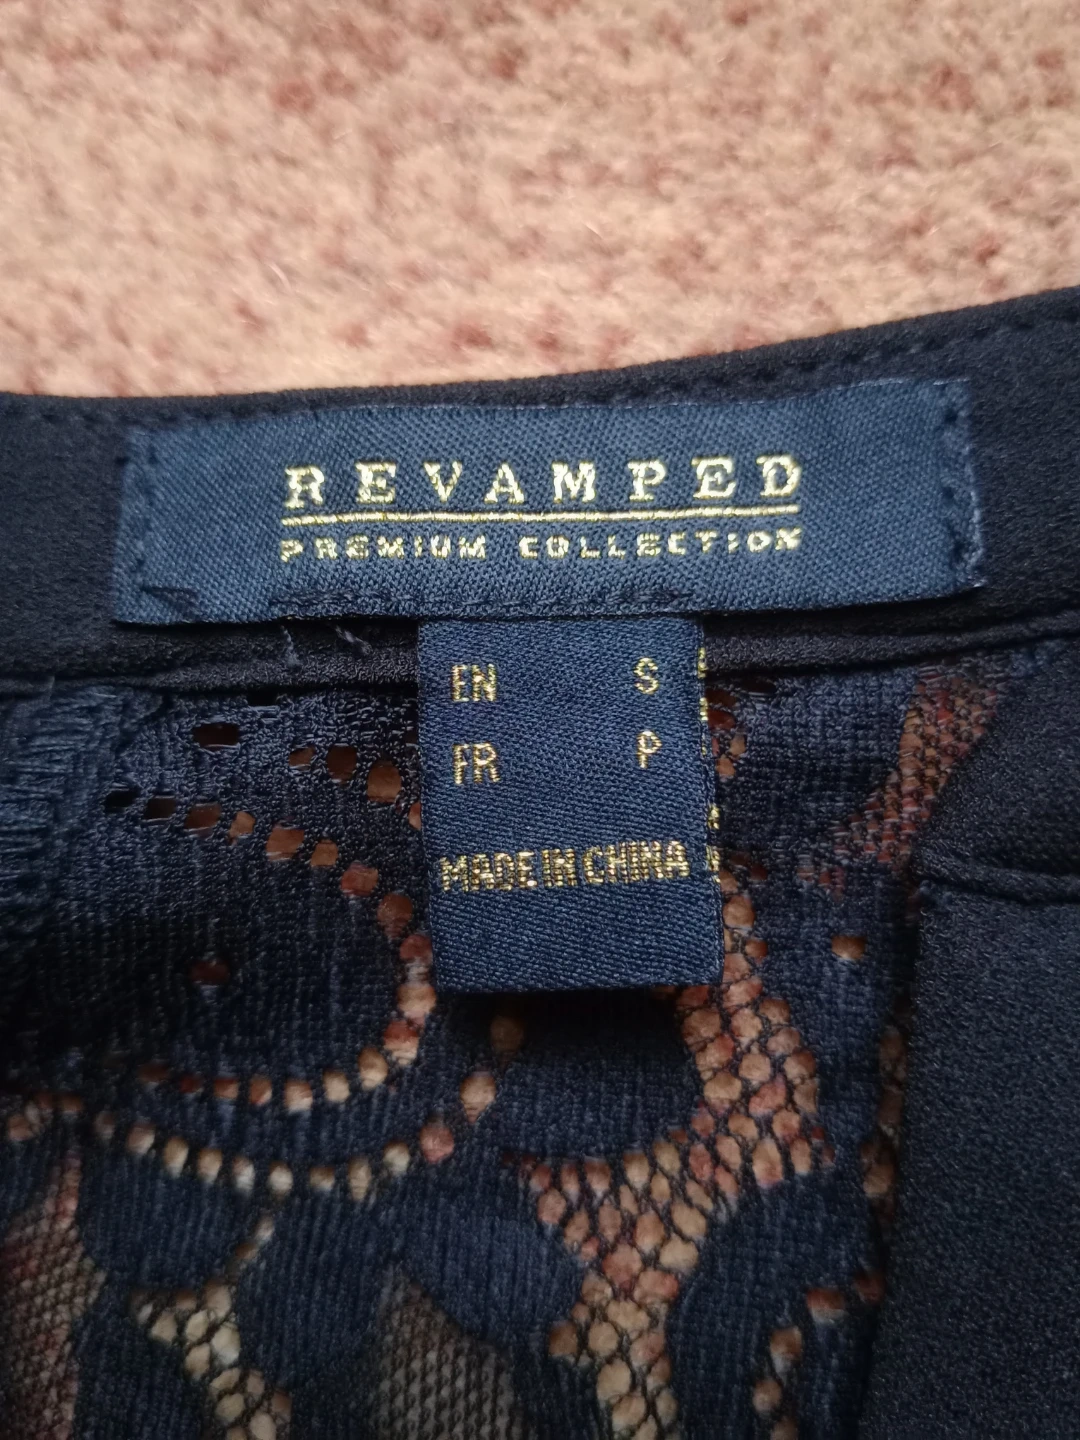 REVAMPED
PREMIUM COLLECTION
EN S
FR P
MADE IN CHINA